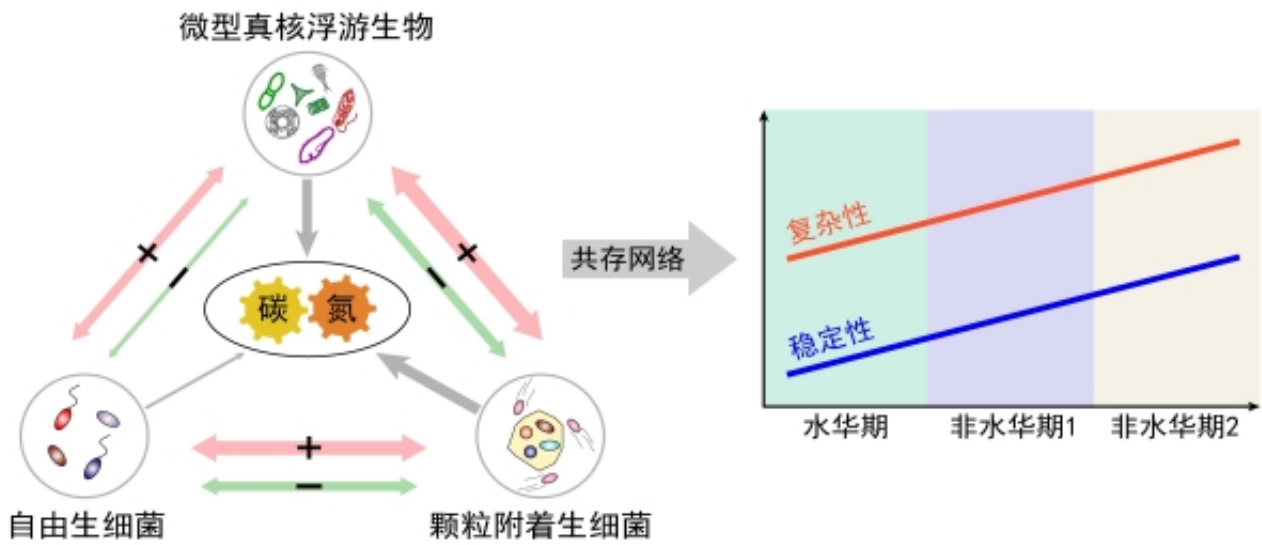 微型真核浮游生物
+
−
+
−
碳
氮
共存网络
复杂性
稳定性
+
−
自由生细菌
颗粒附着生细菌
水华期
非水华期1
非水华期2